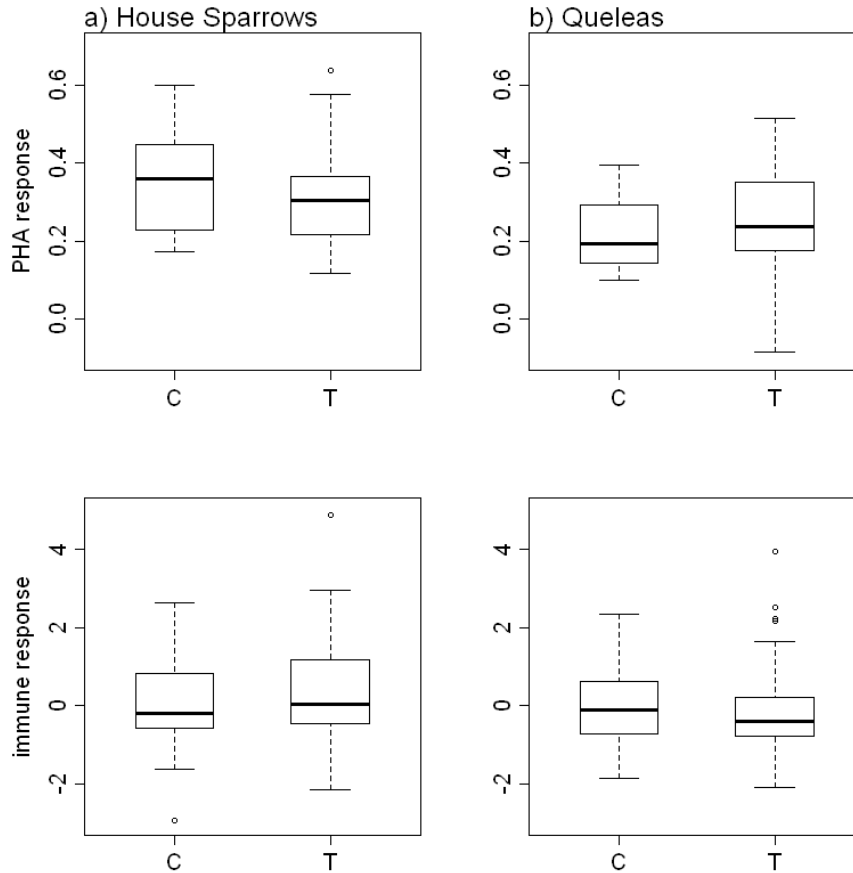 a) House Sparrows
b) Queleas
PHA response
0.6
0.4
0.2
0.0
C
T
0.6
0.4
0.2
0.0
C
T
immune response
4
2
0
-2
C
T
4
2
0
-2
C
T